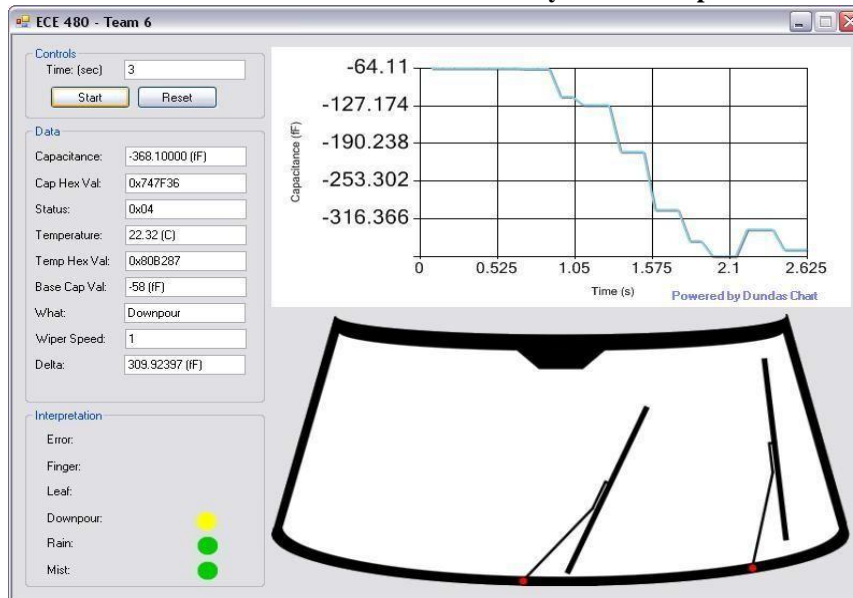 ECE 480 - Team 6
Controls
Time: (sec) 3
Start Reset
Data
Capacitance: -368.10000 (fF)
Cap Hex Val: 0x747F36
Status: 0x04
Temperature: 22.32 (C)
Temp Hex Val: 0x80B287
Base Cap Val: -58 (fF)
What: Downpour
Wiper Speed: 1
Delta: 309.92397 (fF)
Interpretation
Error:
Finger:
Leaf:
Downpour:
Rain:
Mist:
Capacitance (fF)
-64.11
-127.174
-190.238
-253.302
-316.366
0 0.525 1.05 1.575 2.1 2.625
Time (s)
Powered by Dundas Chart